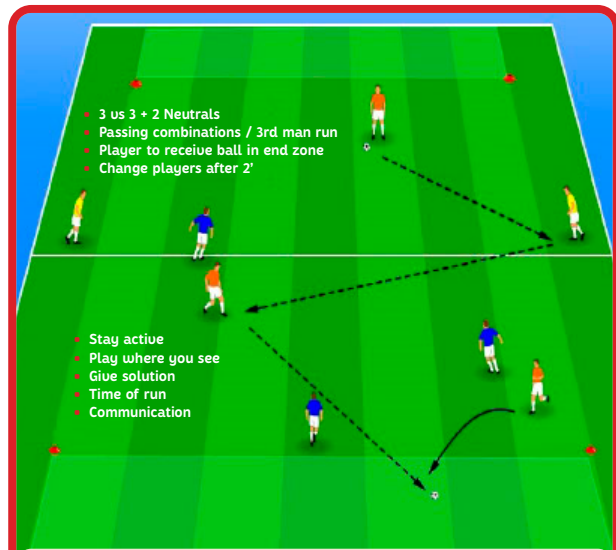 3 vs 3 + 2 Neutrals
Passing combinations / 3rd man run
Player to receive ball in end zone
Change players after 2'
Stay active
Play where you see
Give solution
Time of run
Communication